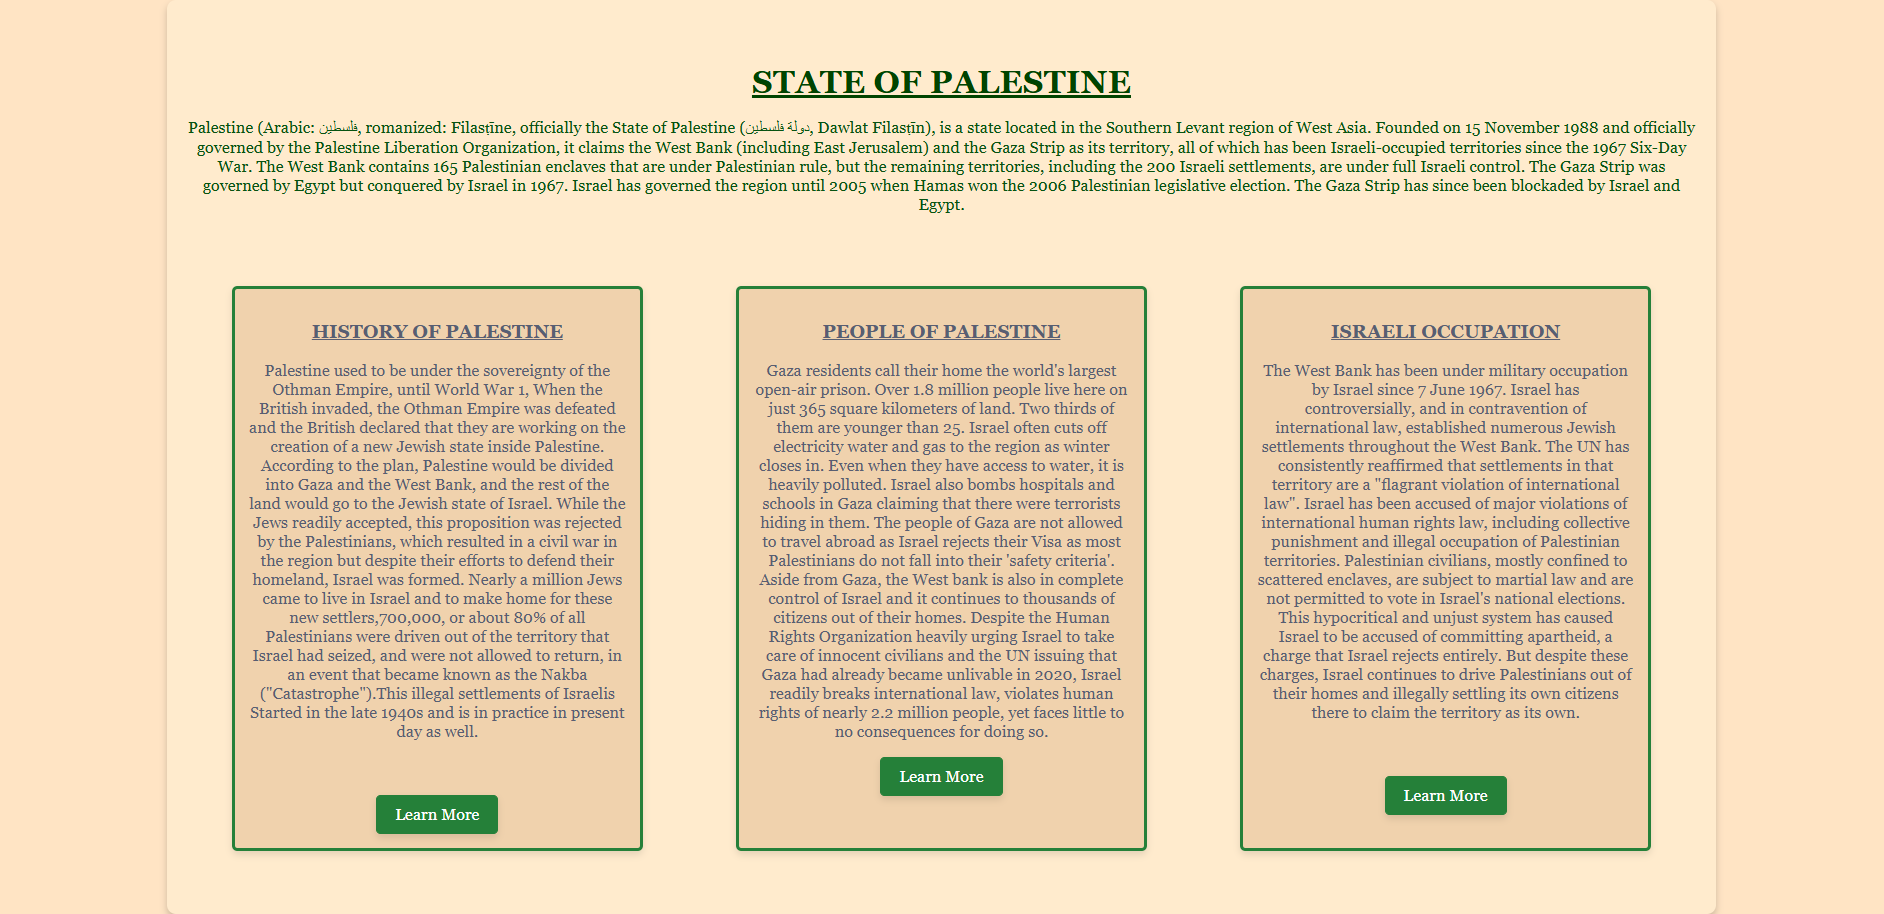 STATE OF PALESTINE
Palestine (Arabic: فلسطين, romanized: Filasṭīne, officially the State of Palestine (دولة فلسطين, Dawlat Filasṭīn), is a state located in the Southern Levant region of West Asia. Founded on 15 November 1988 and officially
governed by the Palestine Liberation Organization, it claims the West Bank (including East Jerusalem) and the Gaza Strip as its territory, all of which has been Israeli-occupied territories since the 1967 Six-Day
War. The West Bank contains 165 Palestinian enclaves that are under Palestinian rule, but the remaining territories, including the 200 Israeli settlements, are under full Israeli control. The Gaza Strip was
governed by Egypt but conquered by Israel in 1967. Israel has governed the region until 2005 when Hamas won the 2006 Palestinian legislative election. The Gaza Strip has since been blockaded by Israel and
Egypt.
HISTORY OF PALESTINE
Palestine used to be under the sovereignty of the
Othman Empire, until World War 1, When the
British invaded, the Othman Empire was defeated
and the British declared that they are working on the
creation of a new Jewish state inside Palestine.
According to the plan, Palestine would be divided
into Gaza and the West Bank, and the rest of the
land would go to the Jewish state of Israel. While the
Jews readily accepted, this proposition was rejected
by the Palestinians, which resulted in a civil war in
the region but despite their efforts to defend their
homeland, Israel was formed. Nearly a million Jews
came to live in Israel and to make home for these
new settlers,700,000, or about 80% of all
Palestinians were driven out of the territory that
Israel had seized, and were not allowed to return, in
an event that became known as the Nakba
("Catastrophe").This illegal settlements of Israelis
Started in the late 1940s and is in practice in present
day as well.
Learn More
PEOPLE OF PALESTINE
Gaza residents call their home the world's largest
open-air prison. Over 1.8 million people live here on
just 365 square kilometers of land. Two thirds of
them are younger than 25. Israel often cuts off
electricity water and gas to the region as winter
closes in. Even when they have access to water, it is
heavily polluted. Israel also bombs hospitals and
schools in Gaza claiming that there were terrorists
hiding in them. The people of Gaza are not allowed
to travel abroad as Israel rejects their Visa as most
Palestinians do not fall into their 'safety criteria'.
Aside from Gaza, the West bank is also in complete
control of Israel and it continues to thousands of
citizens out of their homes. Despite the Human
Rights Organization heavily urging Israel to take
care of innocent civilians and the UN issuing that
Gaza had already became unlivable in 2020, Israel
readily breaks international law, violates human
rights of nearly 2.2 million people, yet faces little to
no consequences for doing so.
Learn More
ISRAELI OCCUPATION
The West Bank has been under military occupation
by Israel since 7 June 1967. Israel has
controversially, and in contravention of
international law, established numerous Jewish
settlements throughout the West Bank. The UN has
consistently reaffirmed that settlements in that
territory are a "flagrant violation of international
law". Israel has been accused of major violations of
international human rights law, including collective
punishment and illegal occupation of Palestinian
territories. Palestinian civilians, mostly confined to
scattered enclaves, are subject to martial law and are
not permitted to vote in Israel's national elections.
This hypocritical and unjust system has caused
Israel to be accused of committing apartheid, a
charge that Israel rejects entirely. But despite these
charges, Israel continues to drive Palestinians out of
their homes and illegally settling its own citizens
there to claim the territory as its own.
Learn More